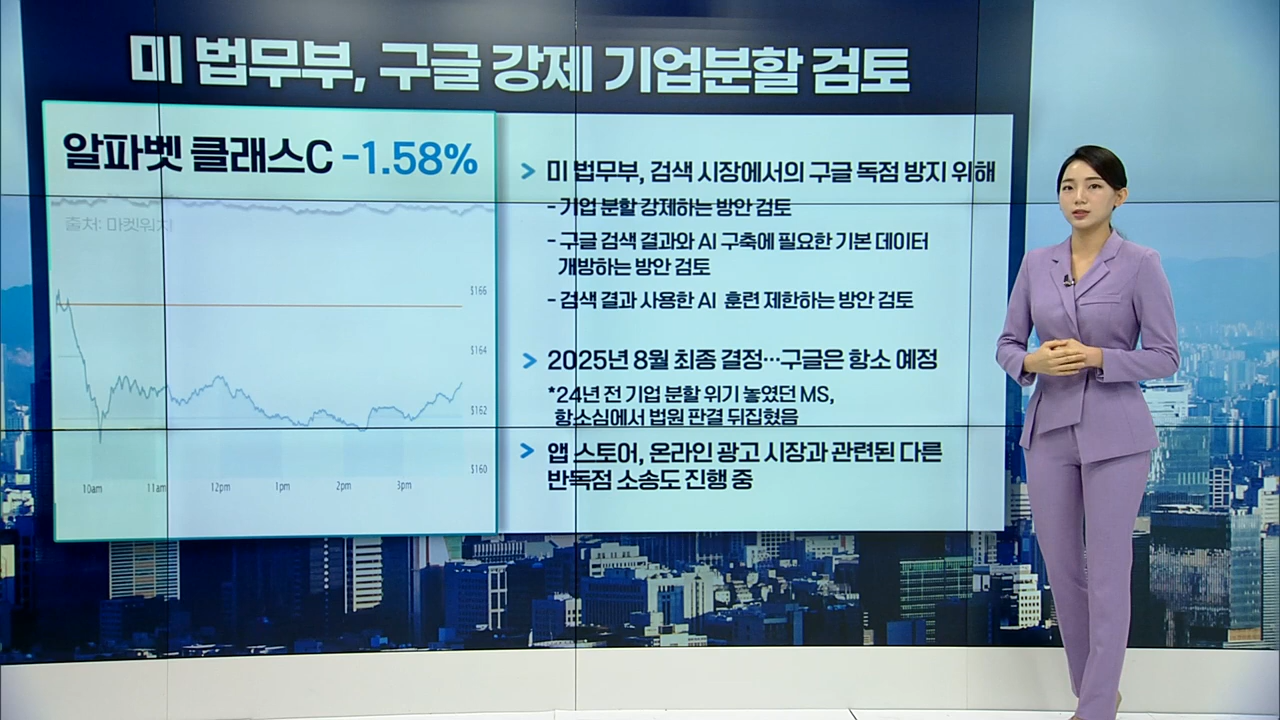 미 법무부, 구글 강제 기업분할 검토
알파벳 클래스C -1.58%
출처: 마켓워치
$166
$164
$162
$160
10am 11am 12pm 1pm 2pm 3pm
> 미 법무부, 검색 시장에서의 구글 독점 방지 위해
- 기업 분할 강제하는 방안 검토
- 구글 검색 결과와 AI 구축에 필요한 기본 데이터
개방하는 방안 검토
- 검색 결과 사용한 AI 훈련 제한하는 방안 검토
> 2025년 8월 최종 결정…구글은 항소 예정
*24년 전 기업 분할 위기 놓였던 MS,
항소심에서 법원 판결 뒤집혔음
> 앱 스토어, 온라인 광고 시장과 관련된 다른
반독점 소송도 진행 중